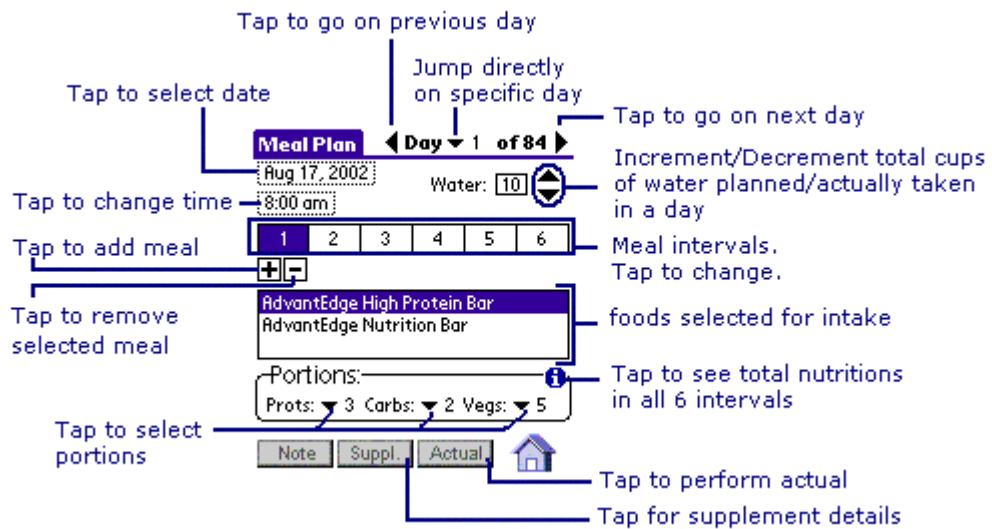 Tap to go on previous day
Jump directly
on specific day
Tap to select date
Tap to go on next day
Meal Plan
Day 1 of 84
Aug 17, 2002
Water: 10
Increment/Decrement total cups
of water planned/actually taken
in a day
Tap to change time
8:00 am
Tap to add meal
1 2 3 4 5 6
Meal intervals.
Tap to change.
+ -
Tap to remove
selected meal
AdvantEdge High Protein Bar
AdvantEdge Nutrition Bar
foods selected for intake
Portions:
i
Tap to see total nutritions
in all 6 intervals
Prots: 3 Carbs: 2 Vegs: 5
Tap to select
portions
Note Suppl. Actual
Tap to perform actual
Tap for supplement details